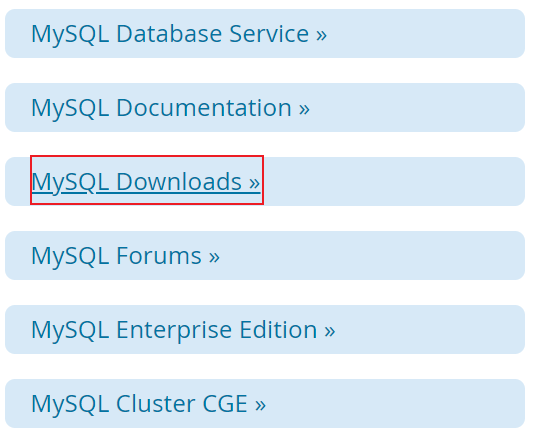 MySQL Database Service »
MySQL Documentation »
MySQL Downloads »
MySQL Forums »
MySQL Enterprise Edition »
MySQL Cluster CGE »